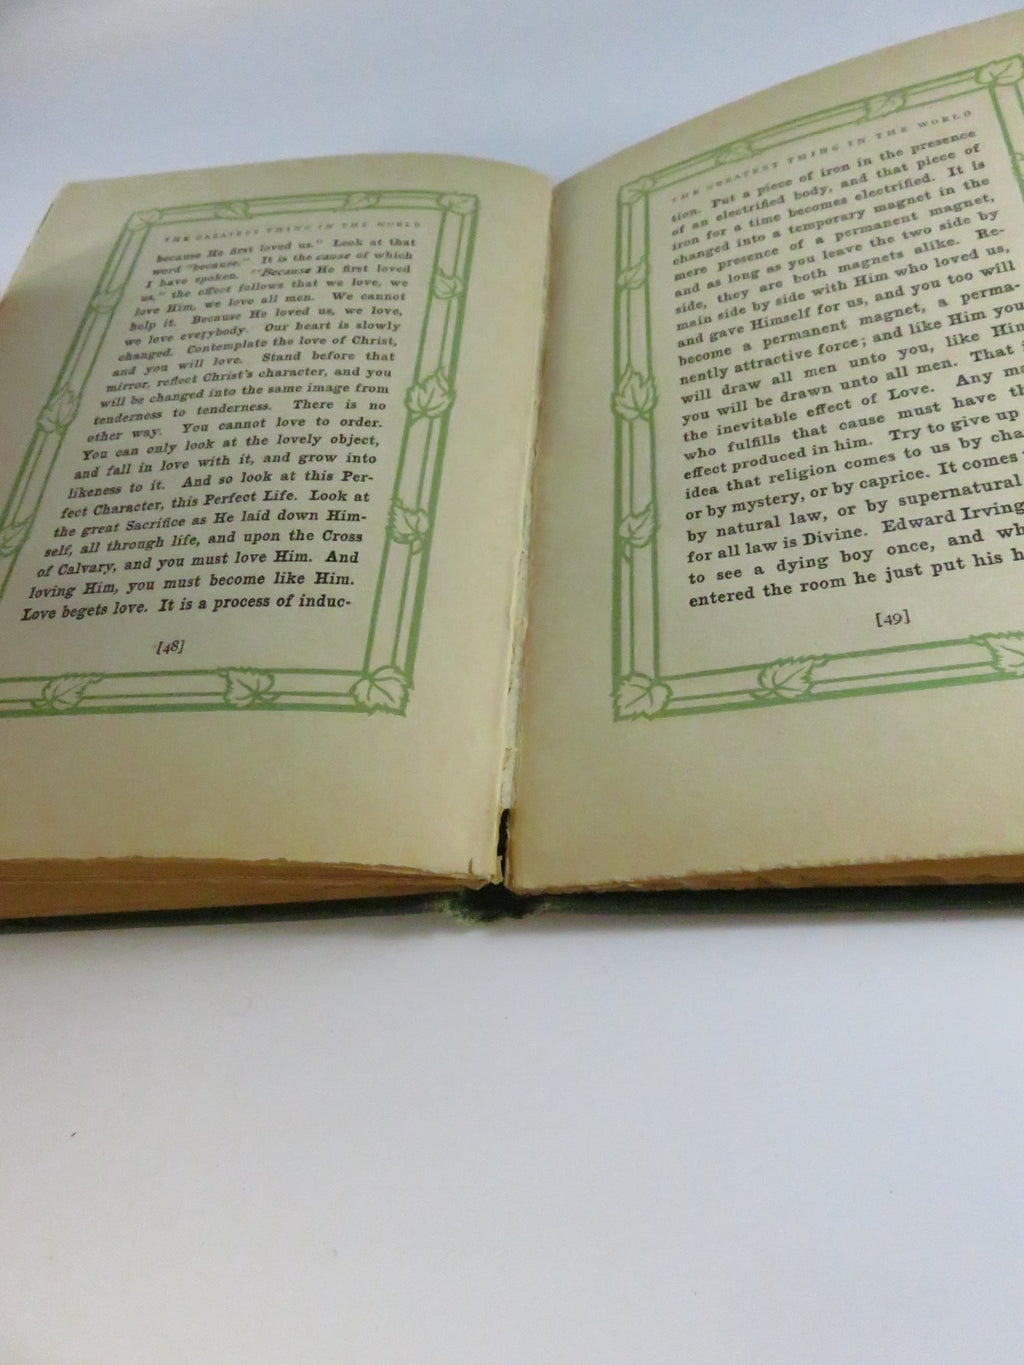 THE GREATEST THING IN THE WORLD
because He first loved us." Look at that
word "because." It is the cause of which
I have spoken. "Because He first loved
us," the effect follows that we love, we
love Him, we love all men. We cannot
help it. Because He loved us, we love,
we love everybody. Our heart is slowly
changed. Contemplate the love of Christ,
and you will love. Stand before that
mirror, reflect Christ's character, and you
will be changed into the same image from
tenderness to tenderness. There is no
other way. You cannot love to order.
You can only look at the lovely object,
and fall in love with it, and grow into
likeness to it. And so look at this Per-
fect Character, this Perfect Life. Look at
the great Sacrifice as He laid down Him-
self, all through life, and upon the Cross
of Calvary, and you must love Him. And
loving Him, you must become like Him.
Love begets love. It is a process of induc-
[48]
THE GREATEST THING IN THE WORLD
tion. Put a piece of iron in the presence
of an electrified body, and that piece of
iron for a time becomes electrified. It is
changed into a temporary magnet in the
mere presence of a permanent magnet,
and as long as you leave the two side by
side, they are both magnets alike. Re-
main side by side with Him who loved us,
and gave Himself for us, and you too will
become a permanent magnet, a perma-
nently attractive force; and like Him you
will draw all men unto you, like Him
you will be drawn unto all men. That
the inevitable effect of Love. Any
who fulfills that cause must have
effect produced in him. Try to give up
idea that religion comes to us by
or by mystery, or by caprice. It comes
by natural law, or by supernatural
for all law is Divine. Edward Irving
to see a dying boy once, and
entered the room he just put his
[49]